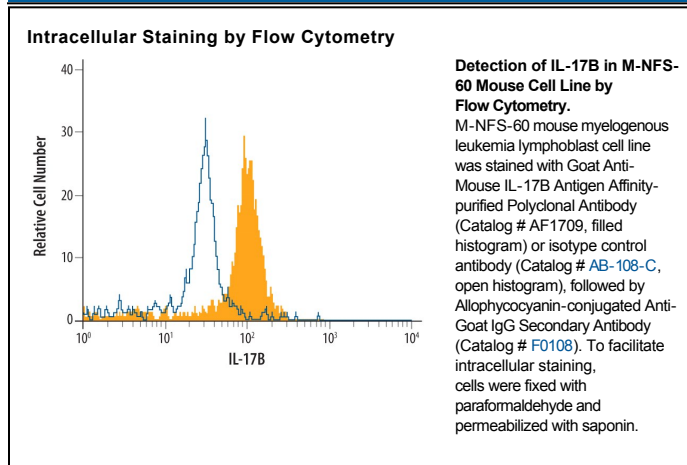 Intracellular Staining by Flow Cytometry
40
30
20
10
0
Relative Cell Number
10⁰
10¹
10²
10³
10⁴
IL-17B
Detection of IL-17B in M-NFS-
60 Mouse Cell Line by
Flow Cytometry.
M-NFS-60 mouse myelogenous
leukemia lymphoblast cell line
was stained with Goat Anti-
Mouse IL-17B Antigen Affinity-
purified Polyclonal Antibody
(Catalog # AF1709, filled
histogram) or isotype control
antibody (Catalog # AB-108-C,
open histogram), followed by
Allophycocyanin-conjugated Anti-
Goat IgG Secondary Antibody
(Catalog # F0108). To facilitate
intracellular staining,
cells were fixed with
paraformaldehyde and
permeabilized with saponin.